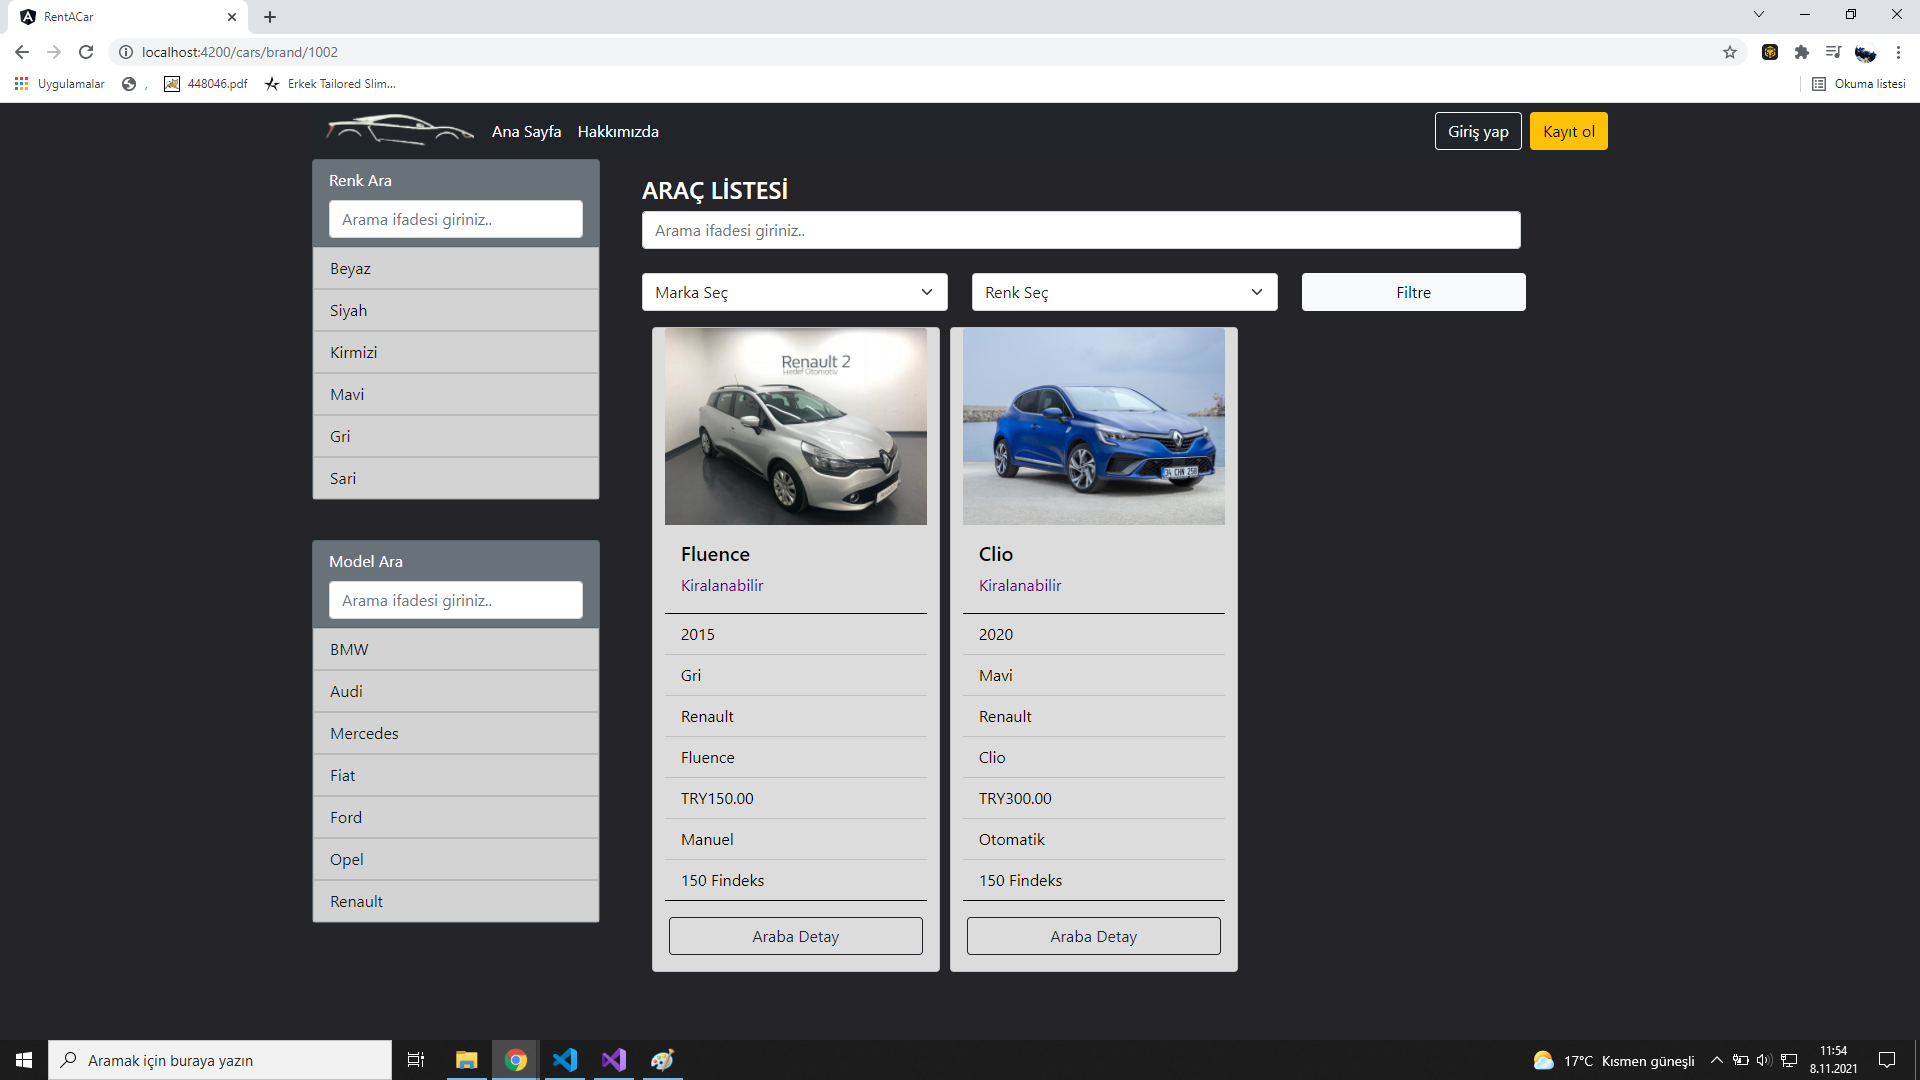 RentACar
localhost:4200/cars/brand/1002
Uygulamalar
,
448046.pdf
Erkek Tailored Slim...
Okuma listesi
Ana Sayfa
Hakkımızda
Giriş yap
Kayıt ol
Renk Ara
Arama ifadesi giriniz..
Beyaz
Siyah
Kirmizi
Mavi
Gri
Sari
Model Ara
Arama ifadesi giriniz..
BMW
Audi
Mercedes
Fiat
Ford
Opel
Renault
ARAÇ LİSTESİ
Arama ifadesi giriniz..
Marka Seç
Renk Seç
Filtre
Renault 2
Hedef Otomotiv
Fluence
Kiralanabilir
2015
Gri
Renault
Fluence
TRY150.00
Manuel
150 Findeks
Araba Detay
34 CHN 250
Clio
Kiralanabilir
2020
Mavi
Renault
Clio
TRY300.00
Otomatik
150 Findeks
Araba Detay
Aramak için buraya yazın
17°C Kısmen güneşli
11:54
8.11.2021